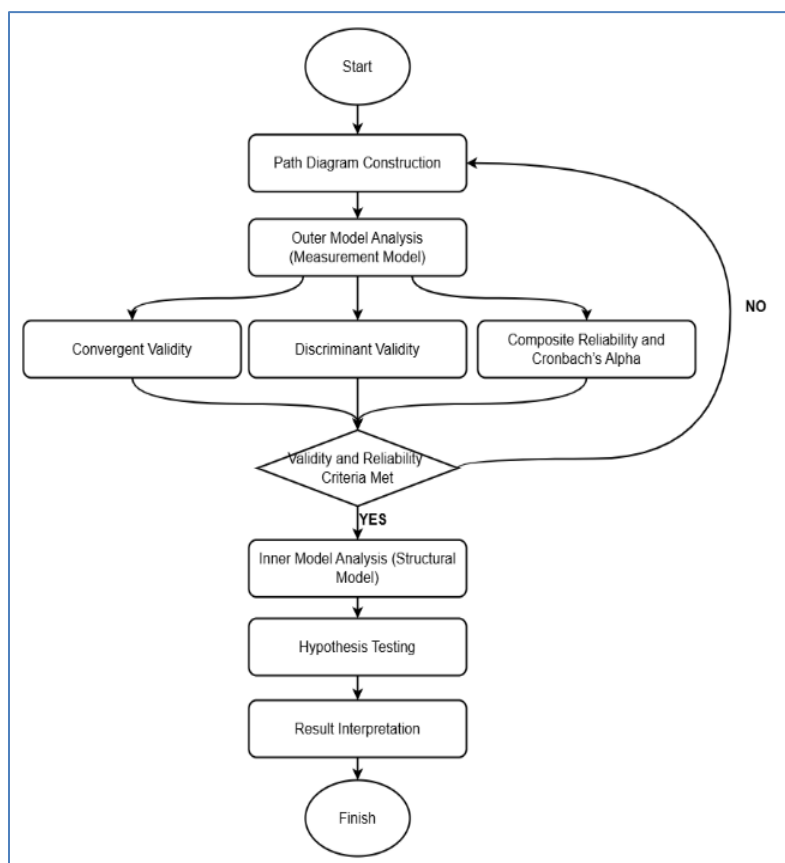 Start
Path Diagram Construction
Outer Model Analysis
(Measurement Model)
Convergent Validity
Discriminant Validity
Composite Reliability and
Cronbach's Alpha
NO
Validity and Reliability
Criteria Met
YES
Inner Model Analysis (Structural
Model)
Hypothesis Testing
Result Interpretation
Finish